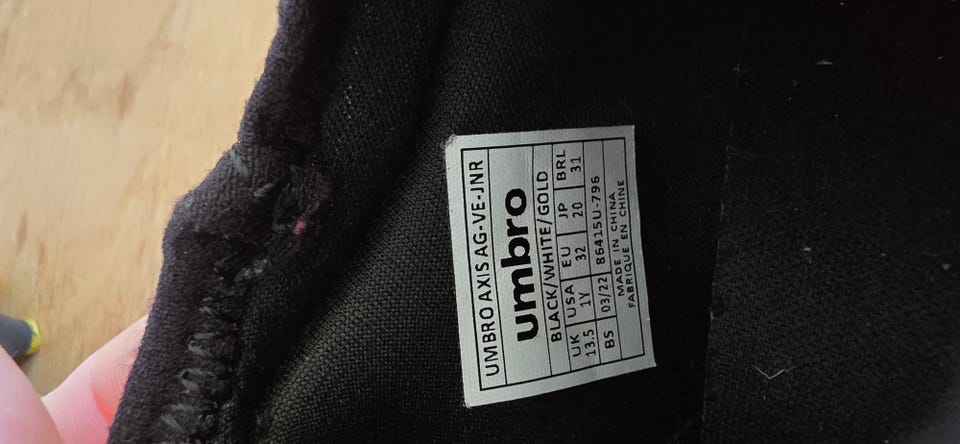 UMBRO AXIS AG-VE-JNR
umbro
BLACK/WHITE/GOLD
UK USA EU JP BRL
13.5 1Y 32 20 31
BS 03/22 86415U-796
MADE IN CHINA
FABRIQUE EN CHINE